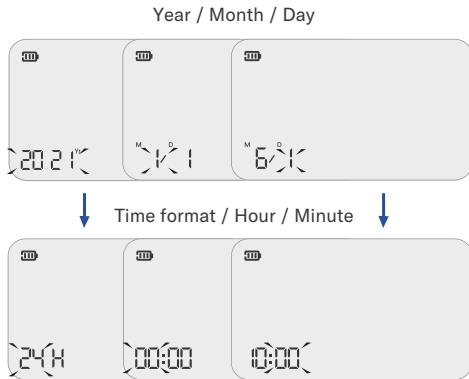 Year / Month / Day
2021 Yr
M 1/ D 1
M 6/ D 1
Time format / Hour / Minute
24H
00:00
10:00